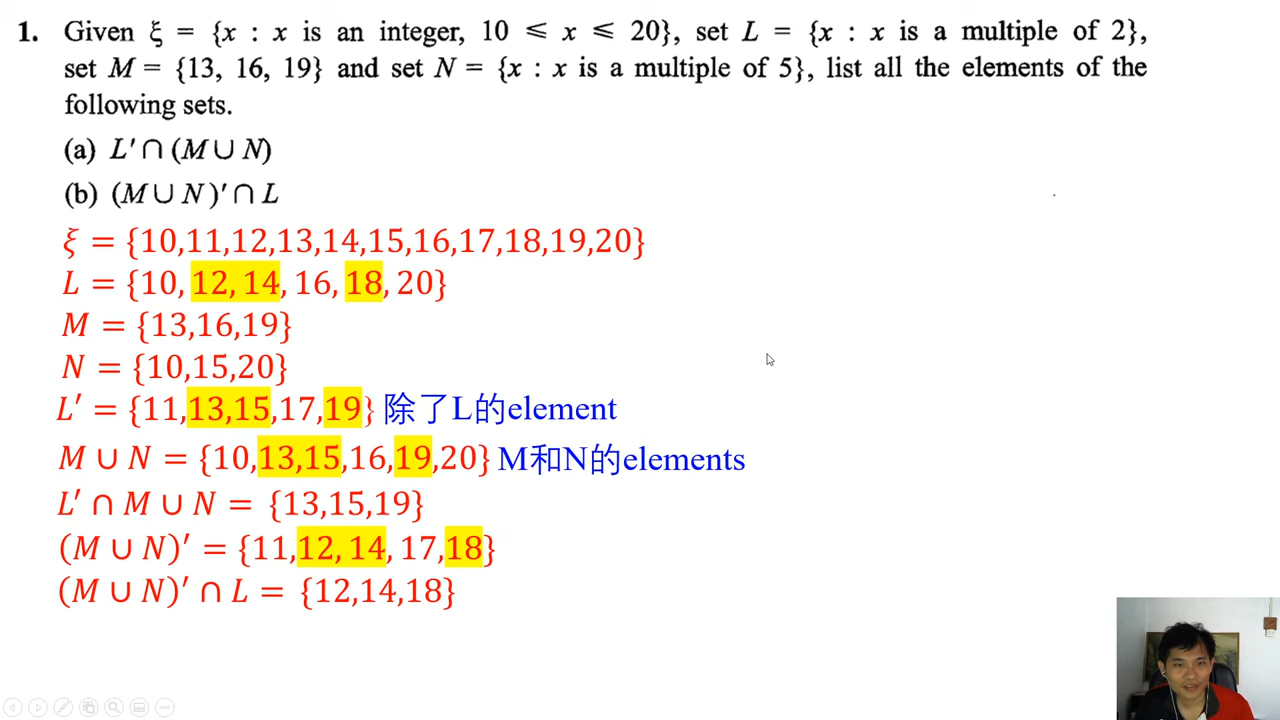 1. Given ξ = {x : x is an integer, 10 ⩽ x ⩽ 20}, set L = {x : x is a multiple of 2},
set M = {13, 16, 19} and set N = {x : x is a multiple of 5}, list all the elements of the
following sets.
(a) L′ ∩ (M ∪ N)
(b) (M ∪ N)′ ∩ L
ξ = {10,11,12,13,14,15,16,17,18,19,20}
L = {10, 12, 14, 16, 18, 20}
M = {13,16,19}
N = {10,15,20}
L′ = {11,13,15,17,19} 除了L的element
M ∪ N = {10,13,15,16,19,20} M和N的elements
L′ ∩ M ∪ N = {13,15,19}
(M ∪ N)′ = {11,12, 14, 17,18}
(M ∪ N)′ ∩ L = {12,14,18}